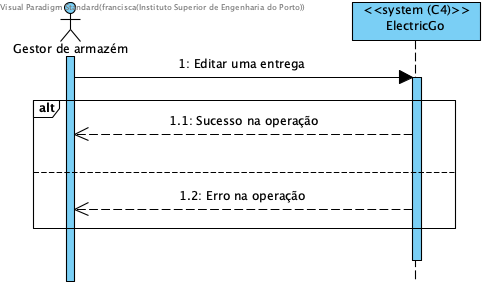 Visual Paradigm Standard(francisca(Instituto Superior de Engenharia do Porto))
<<system (C4)>>
ElectricGo
Gestor de armazém
1: Editar uma entrega
alt
1.1: Sucesso na operação
1.2: Erro na operação